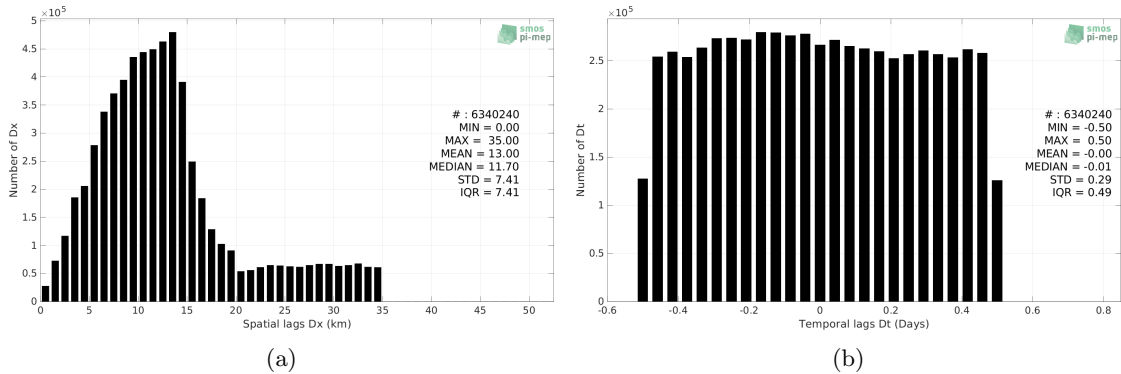 ×10⁵
5
4.5
4
3.5
3
2.5
2
1.5
1
0.5
0
Number of Dx
smos
pi-mep
# : 6340240
MIN = 0.00
MAX = 35.00
MEAN = 13.00
MEDIAN = 11.70
STD = 7.41
IQR = 7.41
0 5 10 15 20 25 30 35 40 45 50
Spatial lags Dx (km)
(a)
×10⁵
2.5
2
1.5
1
0.5
0
Number of Dt
smos
pi-mep
# : 6340240
MIN = -0.50
MAX = 0.50
MEAN = -0.00
MEDIAN = -0.01
STD = 0.29
IQR = 0.49
-0.6 -0.4 -0.2 0 0.2 0.4 0.6 0.8
Temporal lags Dt (Days)
(b)